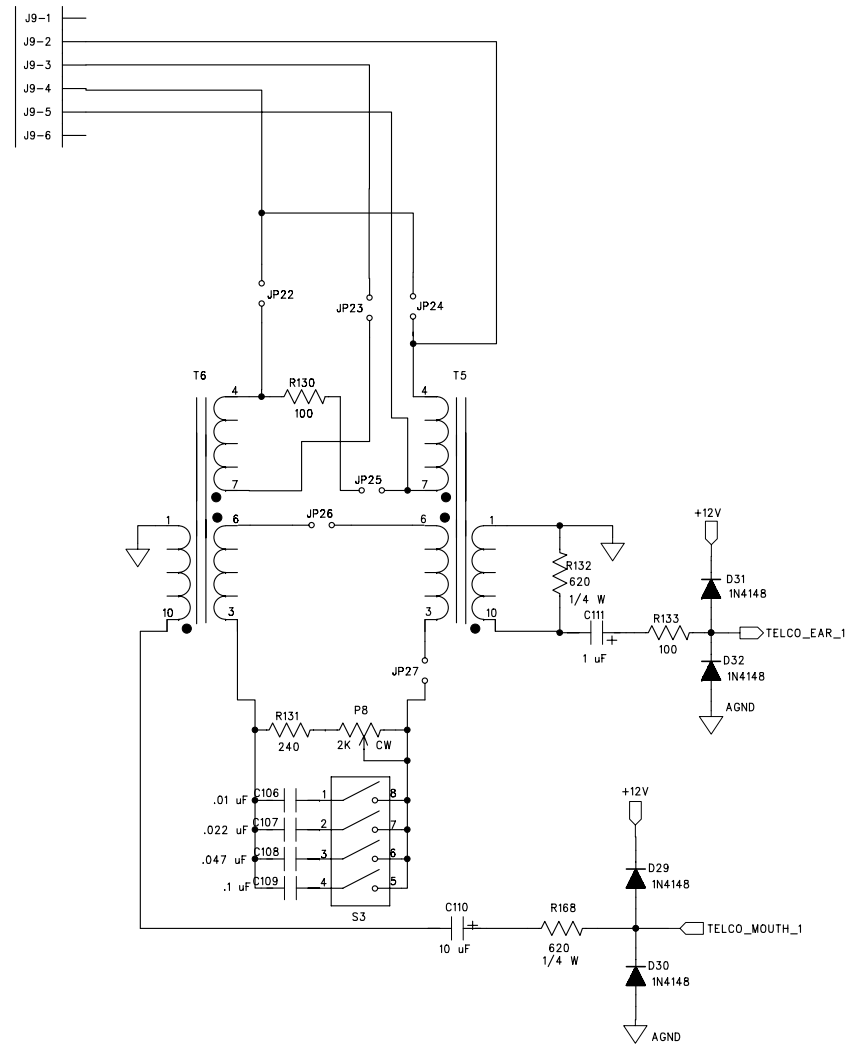 J9-1
J9-2
J9-3
J9-4
J9-5
J9-6
JP22
JP23
JP24
T6
T5
4
R130
100
4
7
JP25
7
1
6
JP26
6
1
+12V
R132
620
1/4 W
D31
1N4148
10
3
3
10
C111
+
1 uF
R133
100
TELCO_EAR_1
JP27
D32
1N4148
AGND
R131
240
P8
2K
CW
.01 uF
C106
1
8
.022 uF
C107
2
7
.047 uF
C108
3
6
.1 uF
C109
4
5
S3
+12V
D29
1N4148
C110
+
10 uF
R168
620
1/4 W
TELCO_MOUTH_1
D30
1N4148
AGND